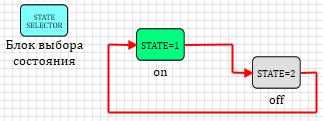 STATE
SELECTOR
Блок выбора
состояния
STATE=1
on
STATE=2
off